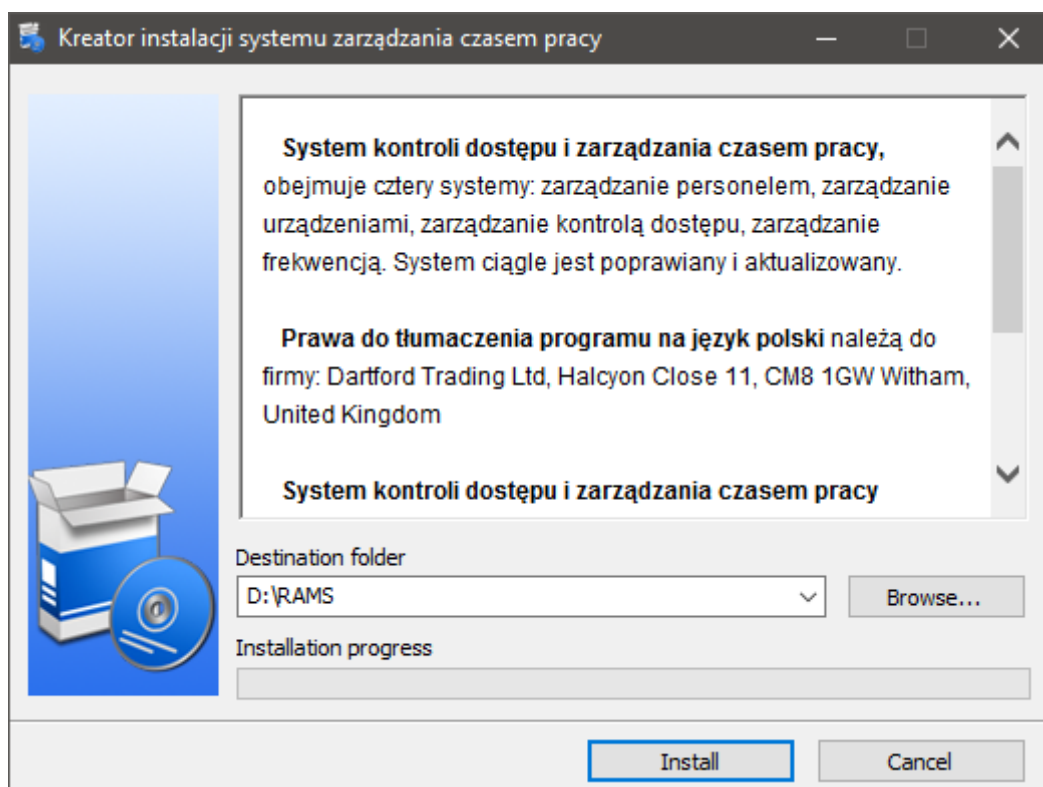 Kreator instalacji systemu zarządzania czasem pracy
System kontroli dostępu i zarządzania czasem pracy,
obejmuje cztery systemy: zarządzanie personelem, zarządzanie
urządzeniami, zarządzanie kontrolą dostępu, zarządzanie
frekwencją. System ciągle jest poprawiany i aktualizowany.
Prawa do tłumaczenia programu na język polski należą do
firmy: Dartford Trading Ltd, Halcyon Close 11, CM8 1GW Witham,
United Kingdom
System kontroli dostępu i zarządzania czasem pracy
Destination folder
D:\RAMS
Browse...
Installation progress
Install
Cancel